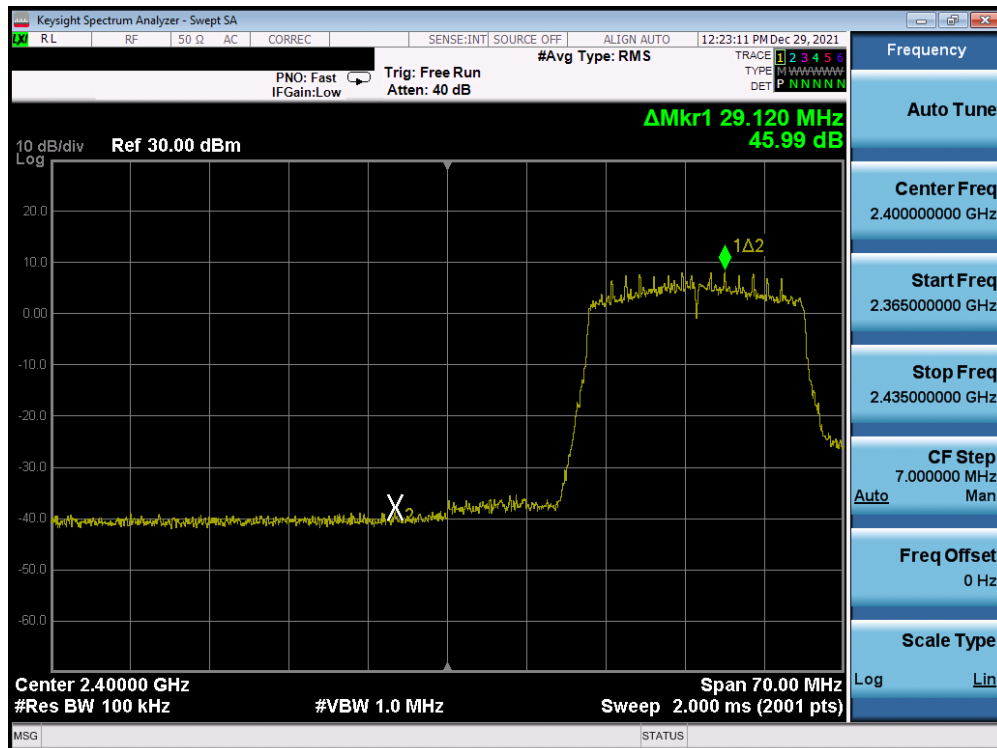 Keysight Spectrum Analyzer - Swept SA
LXI RL RF 50 Ω AC CORREC SENSE:INT SOURCE OFF ALIGN AUTO 12:23:11 PM Dec 29, 2021
PNO: Fast
IFGain:Low
Trig: Free Run
Atten: 40 dB
#Avg Type: RMS
TRACE 1 2 3 4 5 6
TYPE M W W W W W
DET P N N N N N
ΔMkr1 29.120 MHz
45.99 dB
10 dB/div Ref 30.00 dBm
Log
20.0
10.0
0.00
-10.0
-20.0
-30.0
-40.0
-50.0
-60.0
1Δ2
X2
Center 2.40000 GHz Span 70.00 MHz
#Res BW 100 kHz #VBW 1.0 MHz Sweep 2.000 ms (2001 pts)
MSG STATUS
Frequency
Auto Tune
Center Freq
2.400000000 GHz
Start Freq
2.365000000 GHz
Stop Freq
2.435000000 GHz
CF Step
7.000000 MHz
Auto Man
Freq Offset
0 Hz
Scale Type
Log Lin